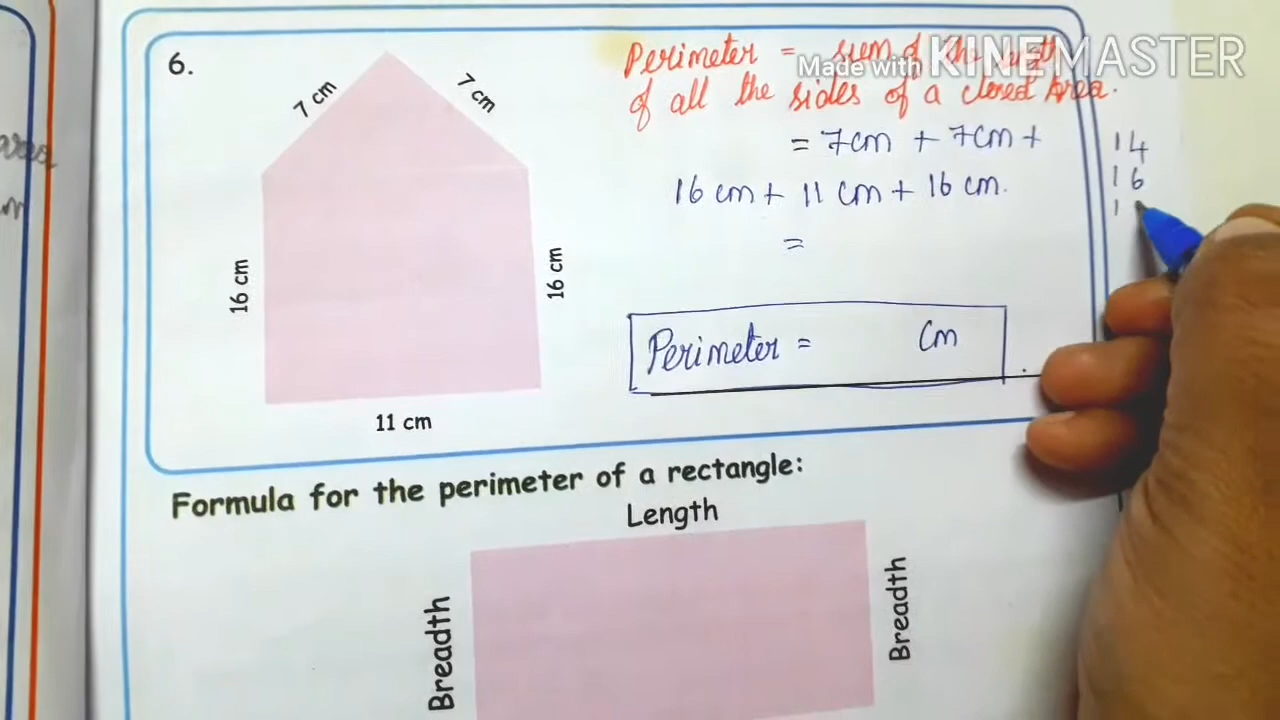 6.
7 cm
7 cm
Perimeter = sum of the length
of all the sides of a closed Area.
Made with KINEMASTER
= 7cm + 7cm +
16 cm + 11 cm + 16 cm.
=
14
16
1
16 cm
16 cm
Perimeter = Cm
11 cm
Formula for the perimeter of a rectangle:
Length
Breadth
Breadth